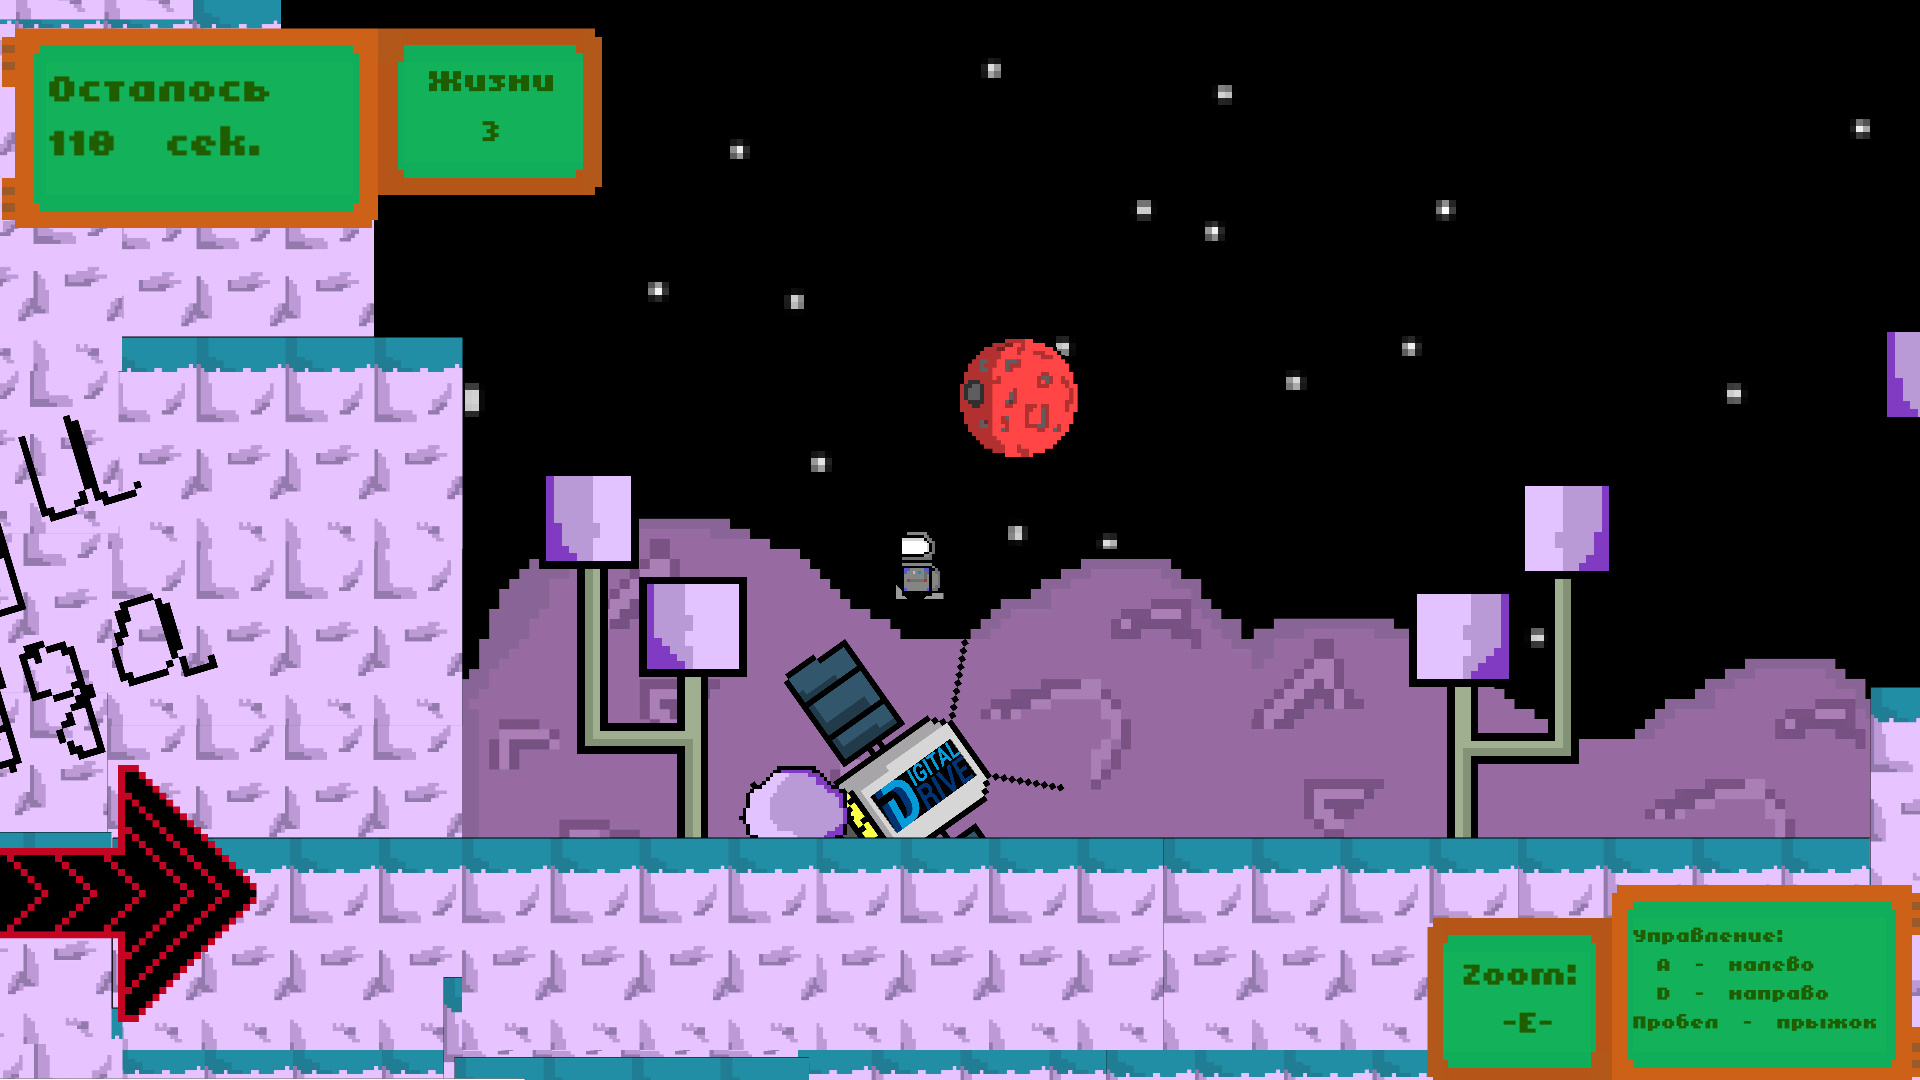 Осталось
110 сек.
Жизни
3
DIGITAL
DRIVE
Zoom:
-E-
Управление:
A - налево
D - направо
Пробел - прыжок